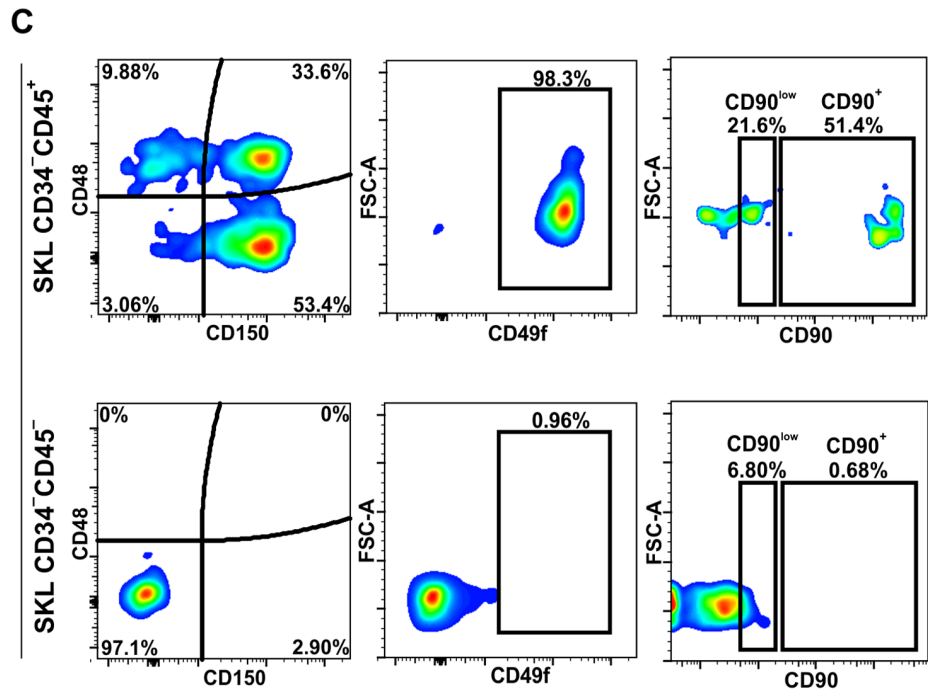 C
SKL CD34⁻CD45⁺
9.88%
33.6%
CD48
3.06%
53.4%
CD150
98.3%
FSC-A
CD49f
CD90ˡᵒʷ
21.6%
CD90⁺
51.4%
FSC-A
CD90
SKL CD34⁻CD45⁻
0%
0%
CD48
97.1%
2.90%
CD150
0.96%
FSC-A
CD49f
CD90ˡᵒʷ
6.80%
CD90⁺
0.68%
FSC-A
CD90